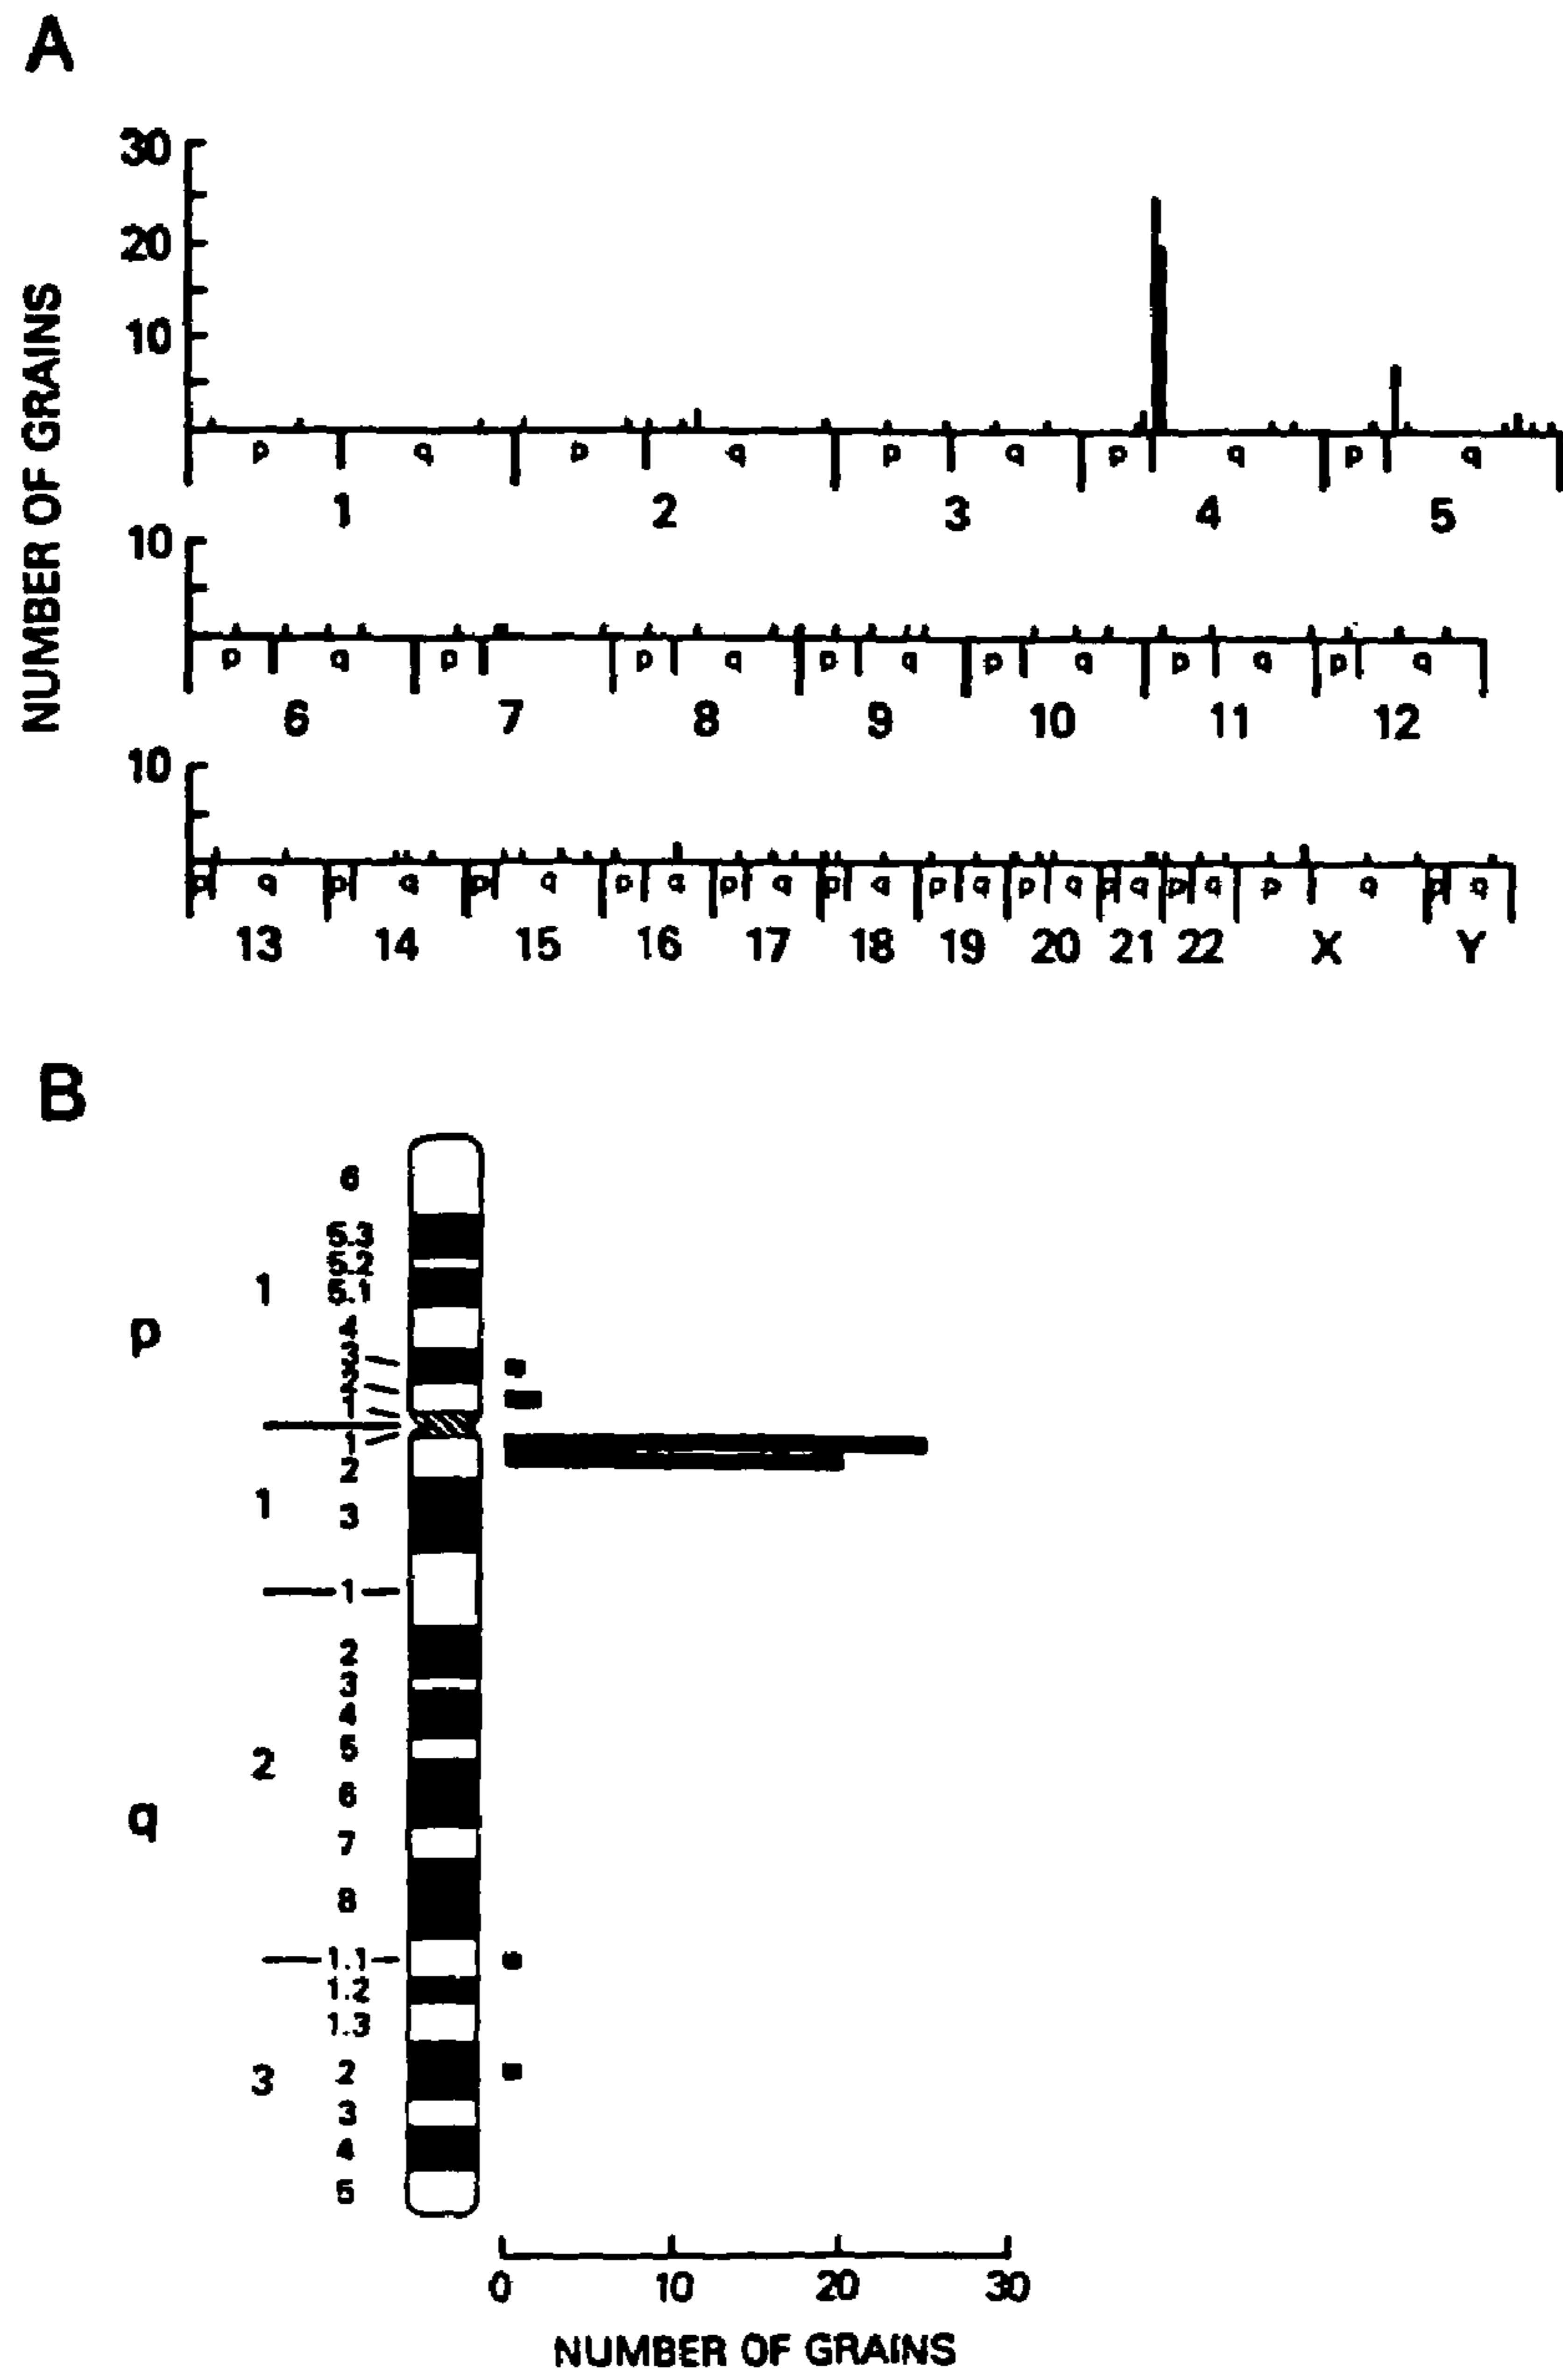 A
30
20
10
NUMBER OF GRAINS
p q p q p q p q p q
1 2 3 4 5
10
p q p p q p q p q p q p q
6 7 8 9 10 11 12
10
p q p q p q p q p q p q p q p q p q p q p q p q
13 14 15 16 17 18 19 20 21 22 X Y
B
6
5.3
5.2
1 5.1
p
4
3
2
1
1
2
1 3
1
2
3
4
2 5
6
q
7
8
1.1
1.2
1.3
3 2
3
4
5
0 10 20 30
NUMBER OF GRAINS